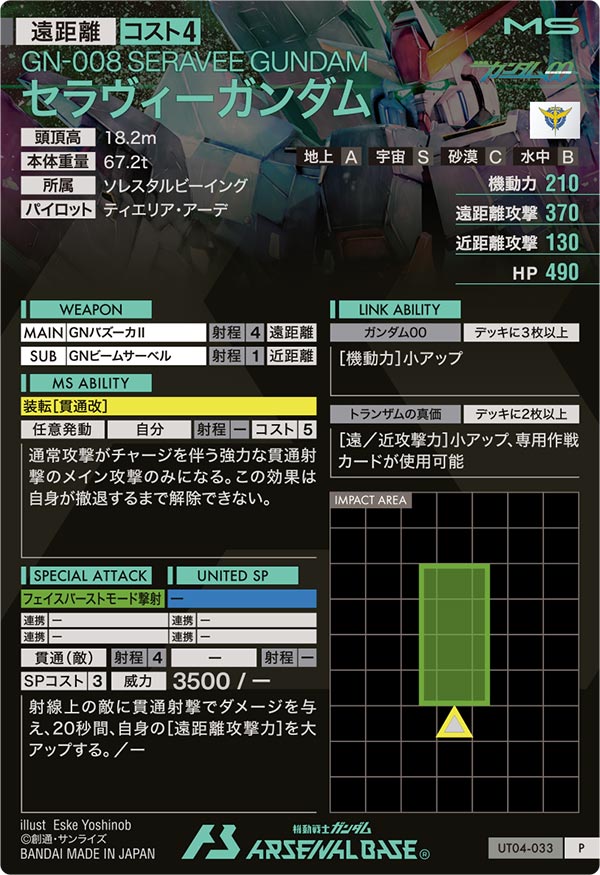 遠距離 コスト4
MS
GN-008 SERAVEE GUNDAM
ガンダムOO
セラヴィーガンダム
頭頂高 18.2m
本体重量 67.2t
地上 A 宇宙 S 砂漠 C 水中 B
所属 ソレスタルビーイング
機動力 210
パイロット ティエリア・アーデ
遠距離攻撃 370
近距離攻撃 130
HP 490
WEAPON
MAIN GNバズーカII 射程 4 遠距離
SUB GNビームサーベル 射程 1 近距離
MS ABILITY
装転[貫通改]
任意発動 自分 射程 ー コスト 5
通常攻撃がチャージを伴う強力な貫通射
撃のメイン攻撃のみになる。この効果は
自身が撤退するまで解除できない。
LINK ABILITY
ガンダム00 デッキに3枚以上
[機動力]小アップ
トランザムの真価 デッキに2枚以上
[遠/近攻撃力]小アップ、専用作戦
カードが使用可能
IMPACT AREA
SPECIAL ATTACK UNITED SP
フェイスバーストモード撃射 ー
連携 ー 連携 ー
連携 ー 連携 ー
貫通(敵) 射程 4 ー 射程 ー
SPコスト 3 威力 3500 / ー
射線上の敵に貫通射撃でダメージを与
え、20秒間、自身の[遠距離攻撃力]を大
アップする。/ー
illust Eske Yoshinob
©創通・サンライズ
BANDAI MADE IN JAPAN
機動戦士ガンダム
AB ARSENAL BASE ®
UT04-033 P